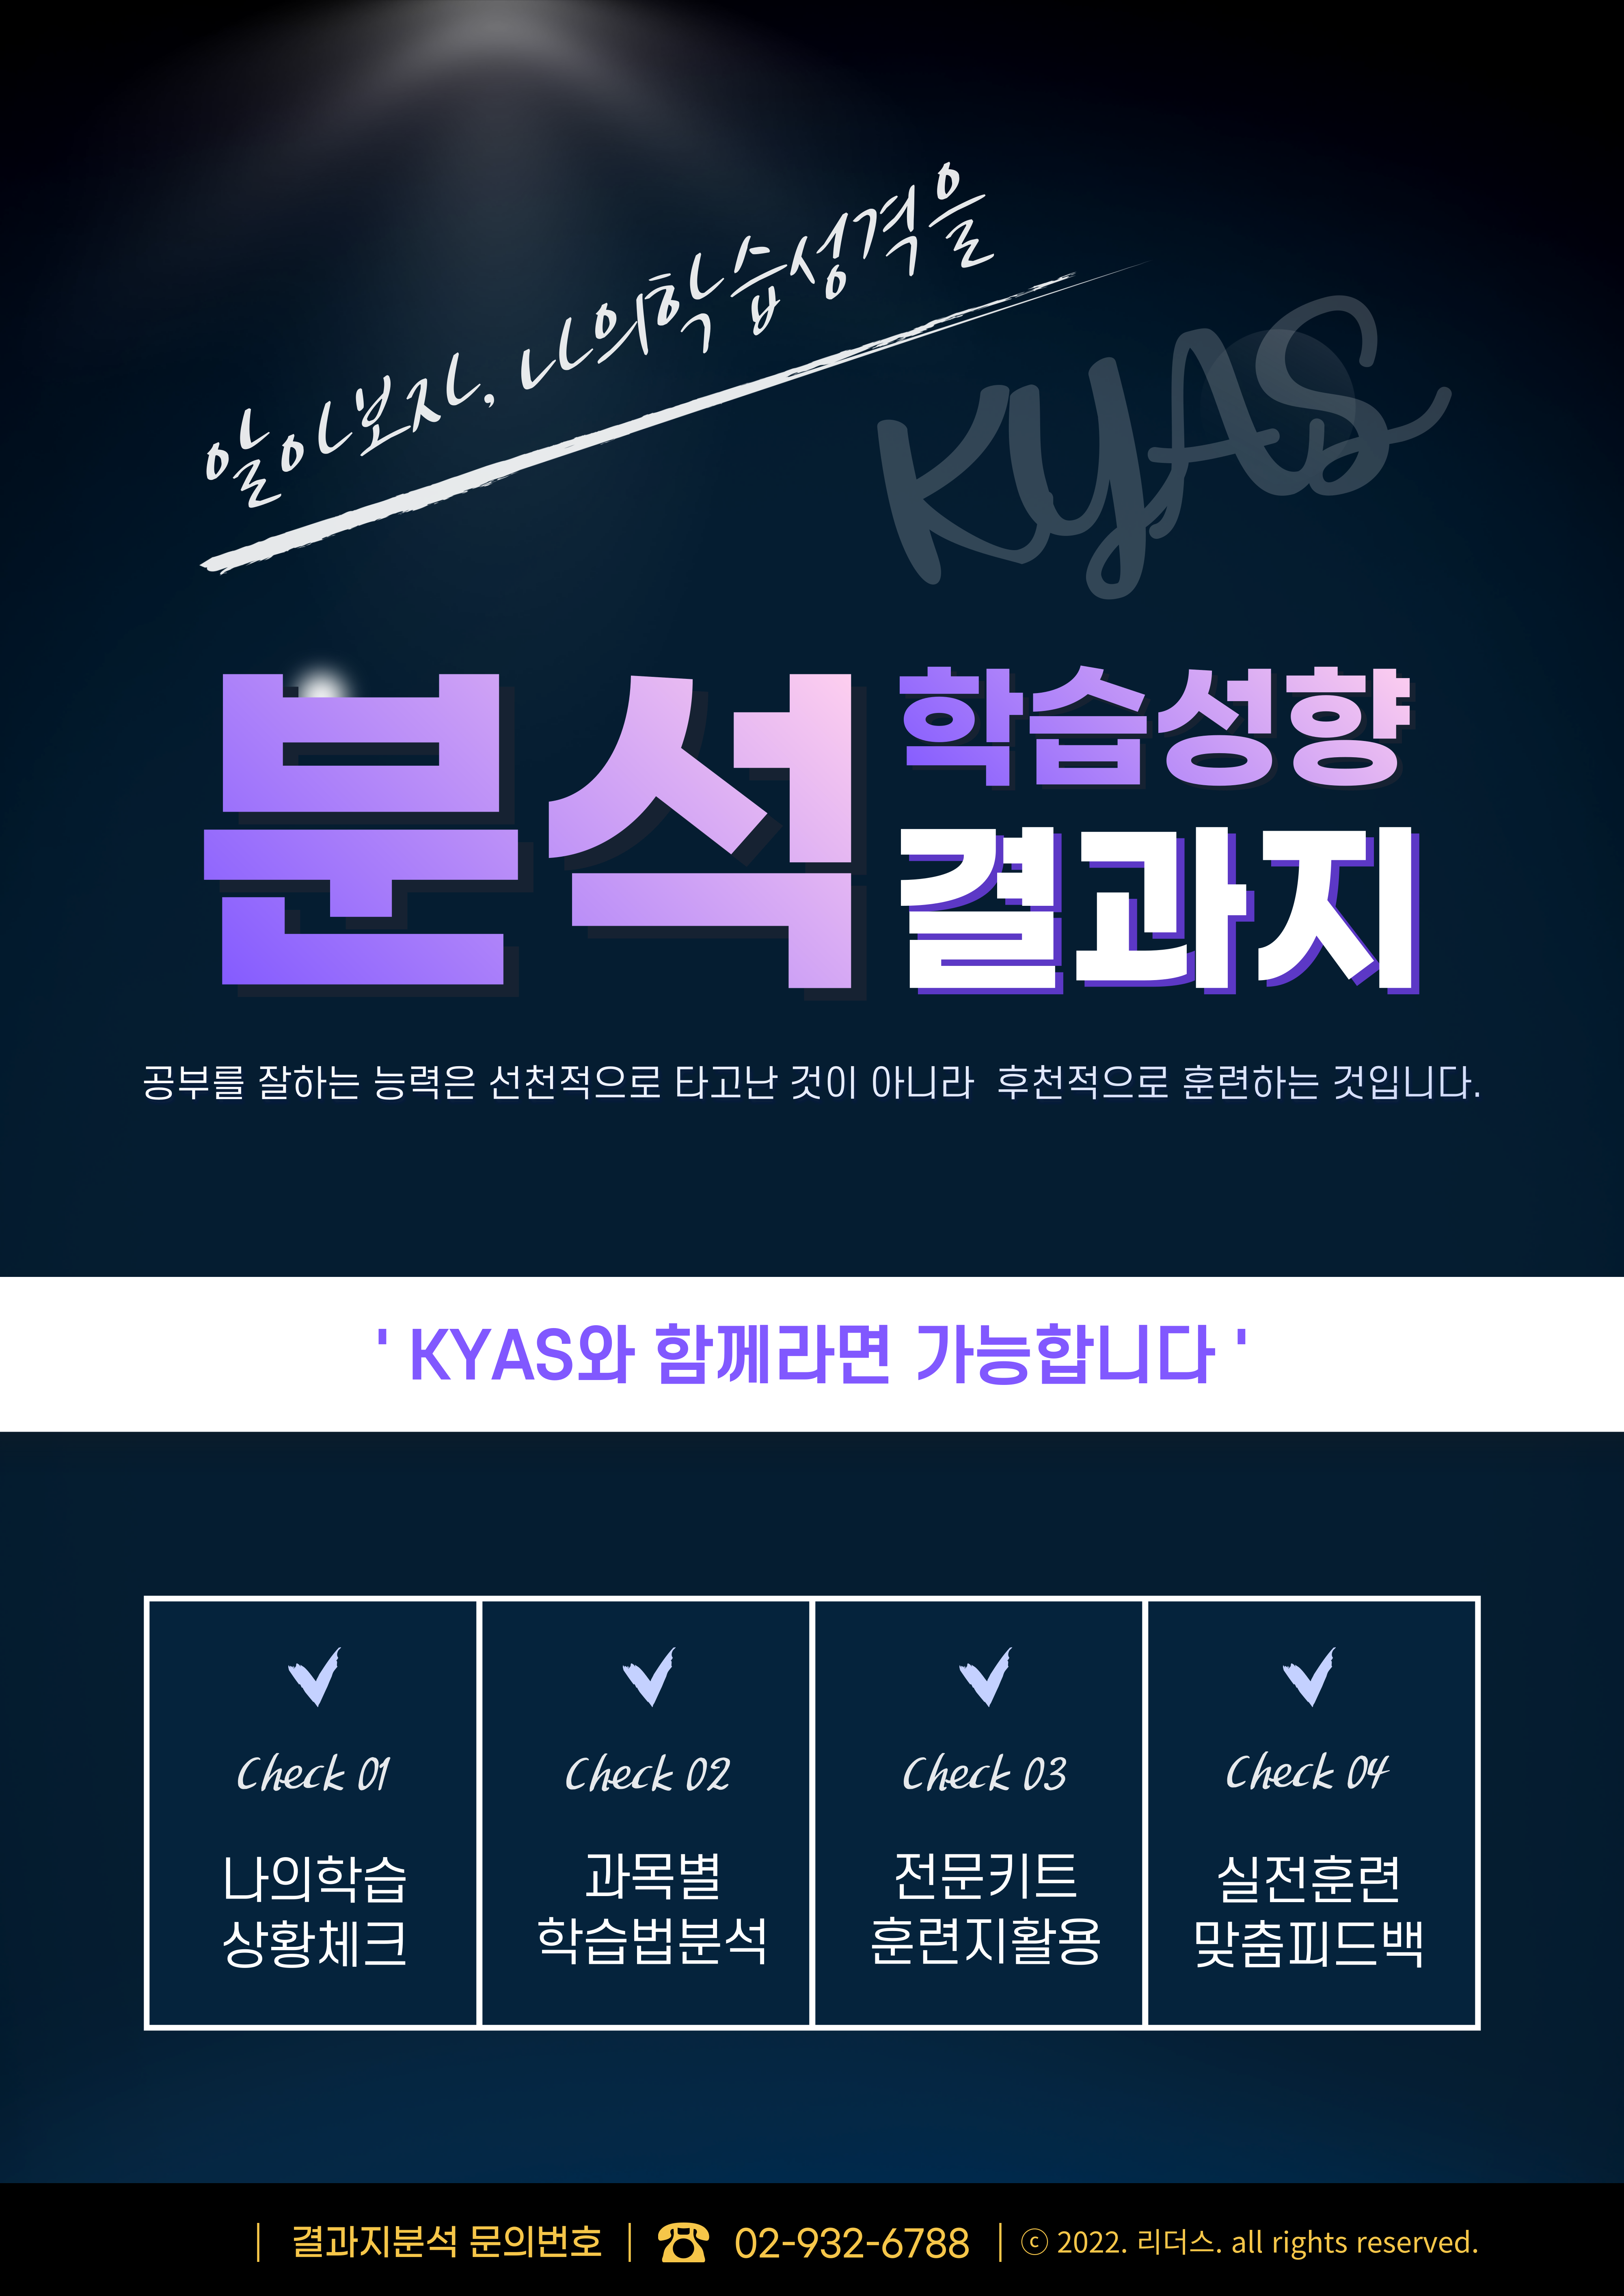 알아보자, 나의학습성격을
KYAS
분석 학습성향
결과지
공부를 잘하는 능력은 선천적으로 타고난 것이 아니라 후천적으로 훈련하는 것입니다.
' KYAS와 함께라면 가능합니다 '
Check 01
나의학습
상황체크
Check 02
과목별
학습법분석
Check 03
전문키트
훈련지활용
Check 04
실전훈련
맞춤피드백
| 결과지분석 문의번호 | ☎ 02-932-6788 | ⓒ 2022. 리더스. all rights reserved.